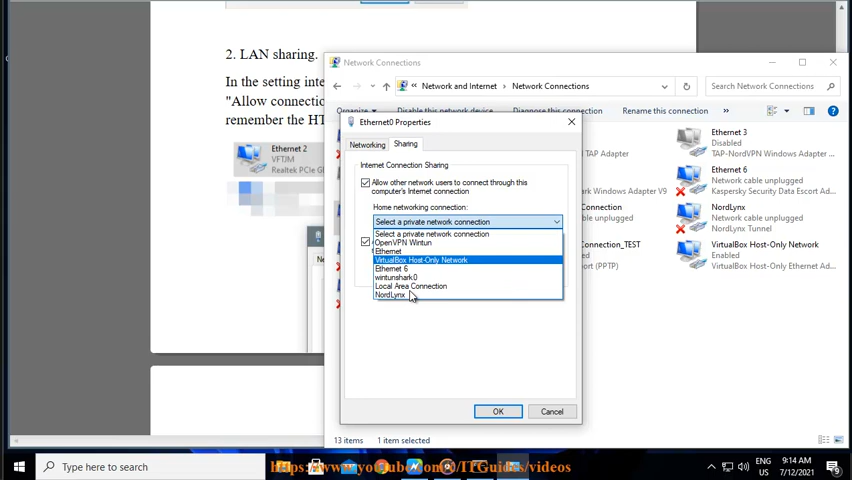 2. LAN sharing.
In the setting inte
"Allow connectio
remember the HT
Ethernet 2
VFTJM
Realtek PCIe G
Network Connections
Network and Internet > Network Connections
Search Network Connections
Organize
Disable this network device
Diagnose this connection
Rename this connection
»
Ethernet0 Properties
Networking
Sharing
Internet Connection Sharing
Allow other network users to connect through this
computer's Internet connection
Home networking connection:
Select a private network connection
Select a private network connection
OpenVPN Wintun
Ethernet
VirtualBox Host-Only Network
Ethernet 6
wintunshark0
Local Area Connection
NordLynx
OK
Cancel
TAP Adapter
ark Windows Adapter V9
Connection
able unplugged
onnection_TEST
ort (PPTP)
Ethernet 3
Disabled
TAP-NordVPN Windows Adapter ...
Ethernet 6
Network cable unplugged
Kaspersky Security Data Escort Ad...
NordLynx
Network cable unplugged
NordLynx Tunnel
VirtualBox Host-Only Network
Enabled
VirtualBox Host-Only Ethernet Ad...
13 items
1 item selected
Type here to search
https://www.youtube.com/c/ITGuides/videos
ENG
US
9:14 AM
7/12/2021